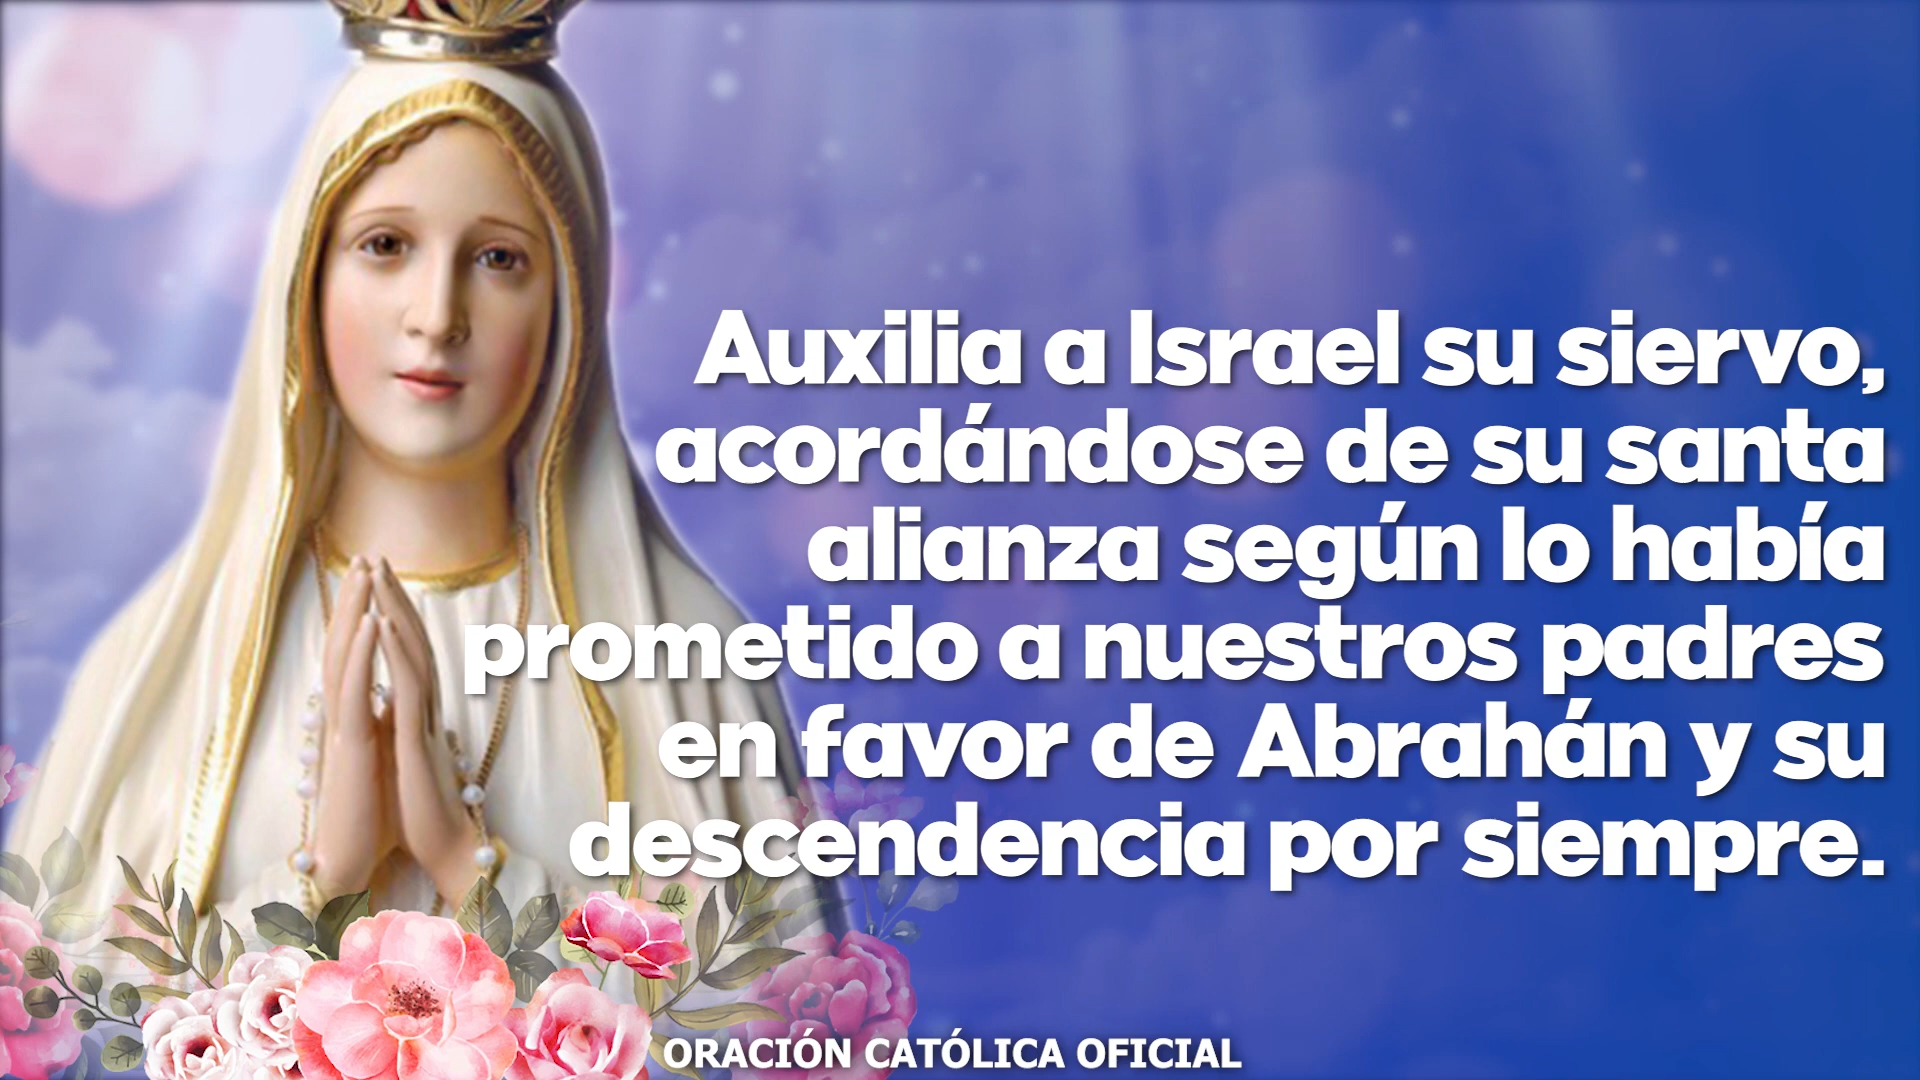 Auxilia a Israel su siervo,
acordándose de su santa
alianza según lo había
prometido a nuestros padres
en favor de Abrahán y su
descendencia por siempre.
ORACIÓN CATÓLICA OFICIAL